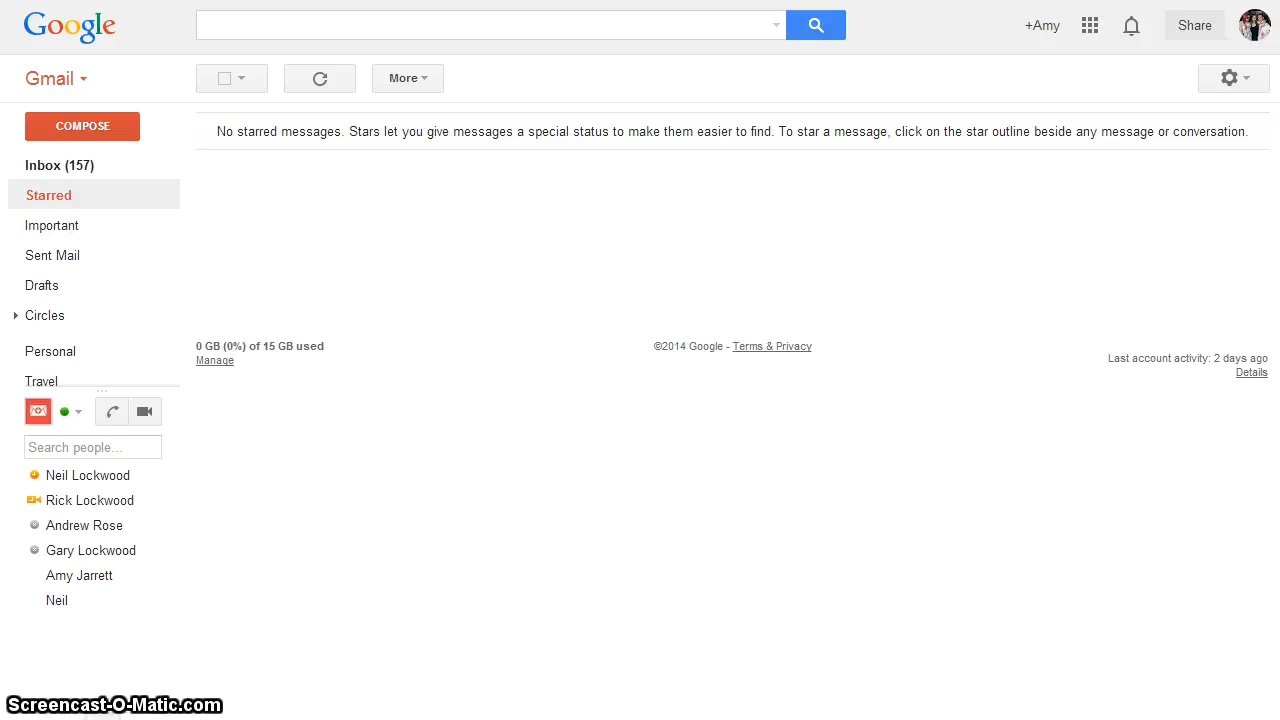 Google
+Amy
Share
Gmail
More
COMPOSE
No starred messages. Stars let you give messages a special status to make them easier to find. To star a message, click on the star outline beside any message or conversation.
Inbox (157)
Starred
Important
Sent Mail
Drafts
Circles
Personal
Travel
0 GB (0%) of 15 GB used
Manage
©2014 Google - Terms & Privacy
Last account activity: 2 days ago
Details
Search people...
Neil Lockwood
Rick Lockwood
Andrew Rose
Gary Lockwood
Amy Jarrett
Neil
Screencast-O-Matic.com